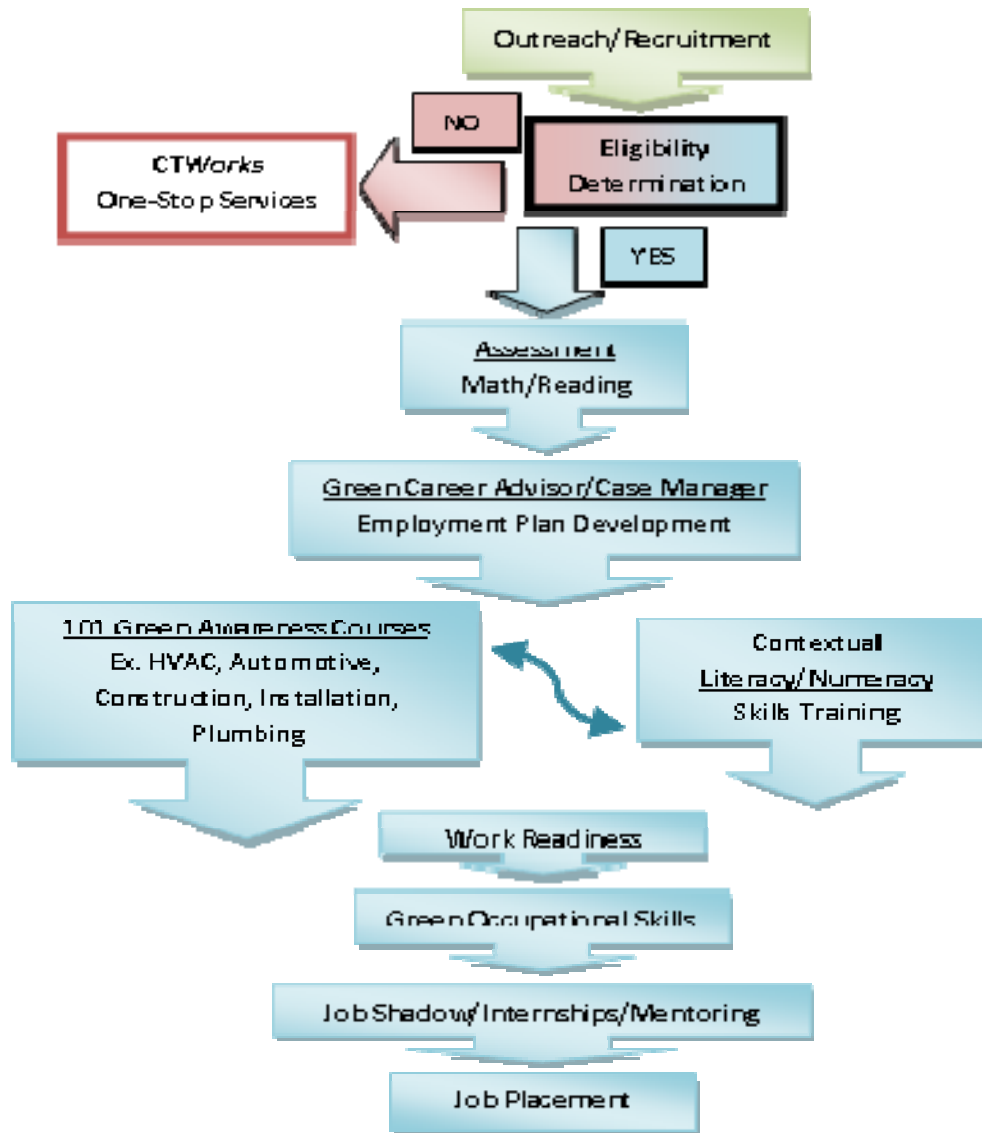 Outreach/Recruitment
NO
Eligibility
Determination
CTWorks
One-Stop Services
YES
Assessment
Math/Reading
Green Career Advisor/Case Manager
Employment Plan Development
101 Green Awareness Courses
Ex. HVAC, Automotive,
Construction, Installation,
Plumbing
Contextual
Literacy/Numeracy
Skills Training
Work Readiness
Green Occupational Skills
Job Shadow/Internships/Mentoring
Job Placement